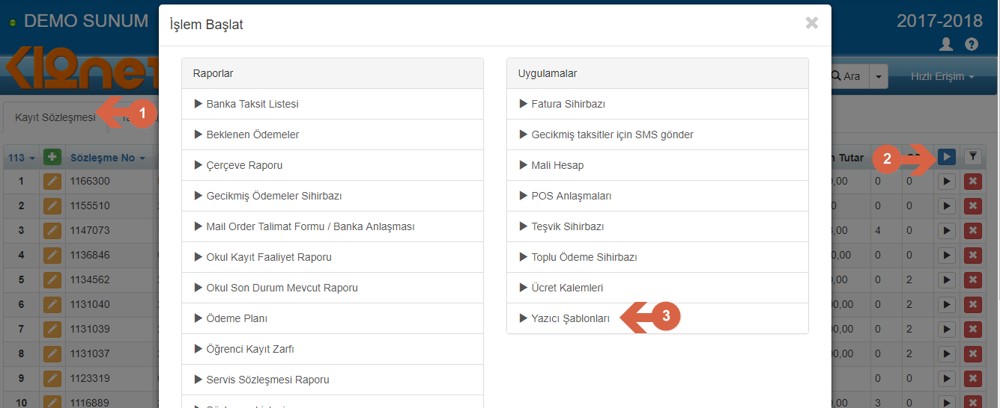 DEMO SUNUM
İşlem Başlat
2017-2018
K12net
Ara
Hızlı Erişim
Kayıt Sözleşmesi
1
Raporlar
Banka Taksit Listesi
Beklenen Ödemeler
Çerçeve Raporu
Gecikmiş Ödemeler Sihirbazı
Mail Order Talimat Formu / Banka Anlaşması
Okul Kayıt Faaliyet Raporu
Okul Son Durum Mevcut Raporu
Ödeme Planı
Öğrenci Kayıt Zarfı
Servis Sözleşmesi Raporu
Uygulamalar
Fatura Sihirbazı
Gecikmiş taksitler için SMS gönder
Mali Hesap
POS Anlaşmaları
Teşvik Sihirbazı
Toplu Ödeme Sihirbazı
Ücret Kalemleri
Yazıcı Şablonları
3
113 Sözleşme No Tutar 2
1 1166300 0,00 0 0
2 1155510 0 0 0
3 1147073 3,00 4 0
4 1136846 0,00 0 0
5 1134562 0,00 0 2
6 1131040 00,00 0 2
7 1131039 00,00 0 2
8 1131037 00,00 0 2
9 1123319 0 0
10 1116889 ,00 3 0